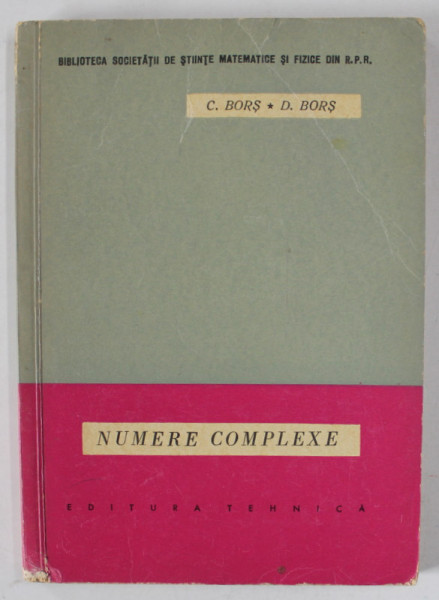 BIBLIOTECA SOCIETĂȚII DE ȘTIINȚE MATEMATICE ȘI FIZICE DIN R.P.R.
C. BORȘ ★ D. BORȘ
NUMERE COMPLEXE
EDITURA TEHNICĂ